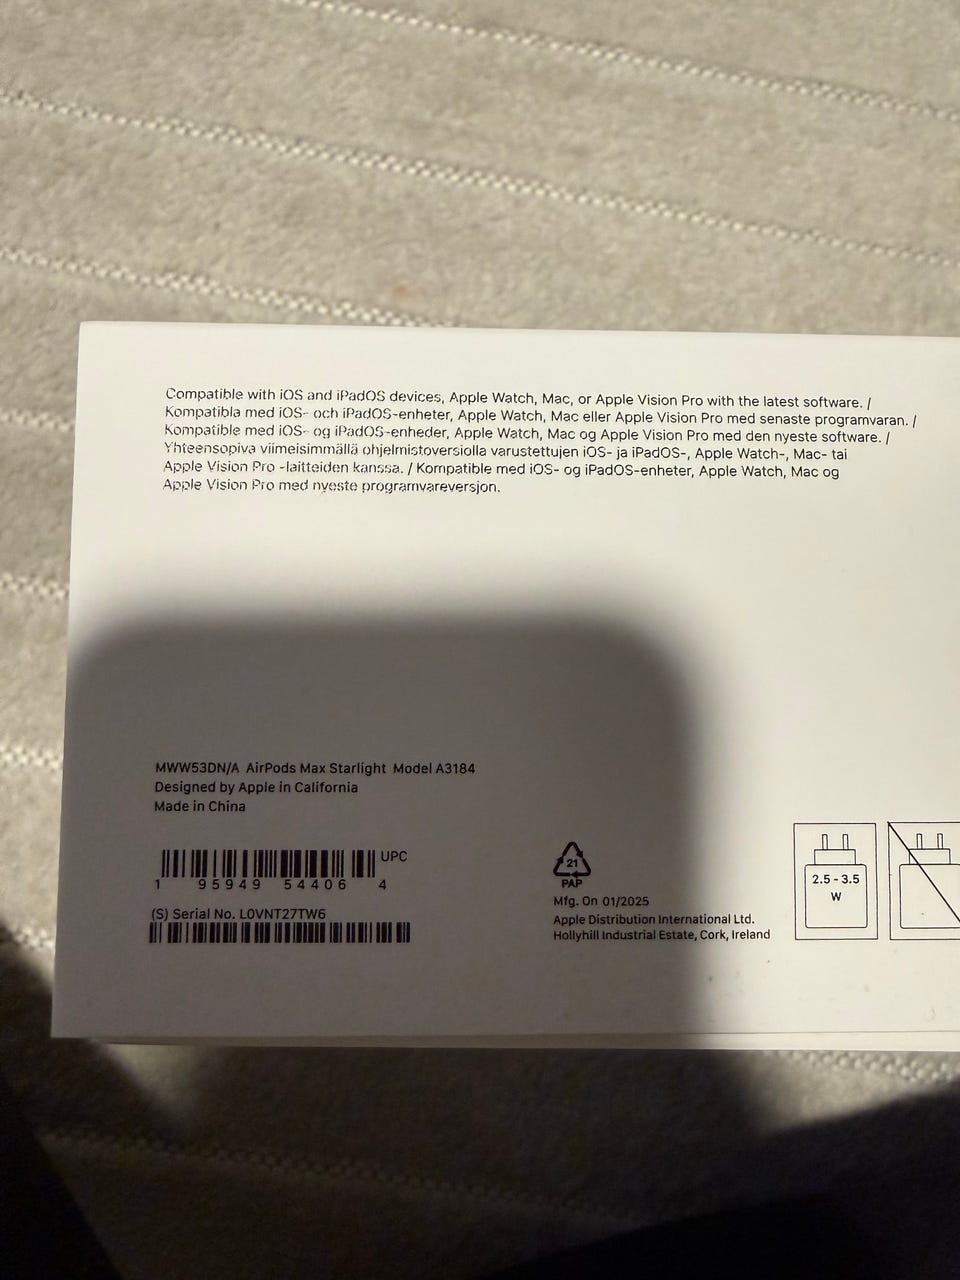 Compatible with iOS and iPadOS devices, Apple Watch, Mac, or Apple Vision Pro with the latest software. /
Kompatibla med iOS- och iPadOS-enheter, Apple Watch, Mac eller Apple Vision Pro med senaste programvaran. /
Kompatible med iOS- og iPadOS-enheder, Apple Watch, Mac og Apple Vision Pro med den nyeste software. /
Yhteensopiva viimeisimmällä ohjelmistoversiolla varustettujen iOS- ja iPadOS-, Apple Watch-, Mac- tai
Apple Vision Pro -laitteiden kanssa. / Kompatible med iOS- og iPadOS-enheter, Apple Watch, Mac og
Apple Vision Pro med nyeste programvareversjon.
MWW53DN/A AirPods Max Starlight Model A3184
Designed by Apple in California
Made in China
UPC
1 95949 54406 4
(S) Serial No. L0VNT27TW6
21
PAP
Mfg. On 01/2025
Apple Distribution International Ltd.
Hollyhill Industrial Estate, Cork, Ireland
2.5 - 3.5
W